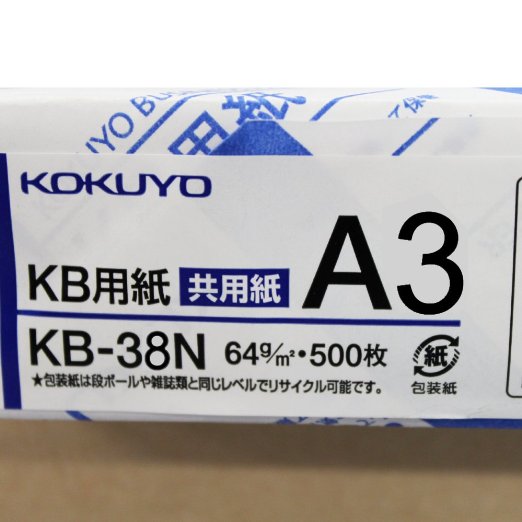 KOKUYO
KB用紙 共用紙 A3
KB-38N 64g/m²・500枚
紙
包装紙
★包装紙は段ボールや雑誌類と同じレベルでリサイクル可能です。